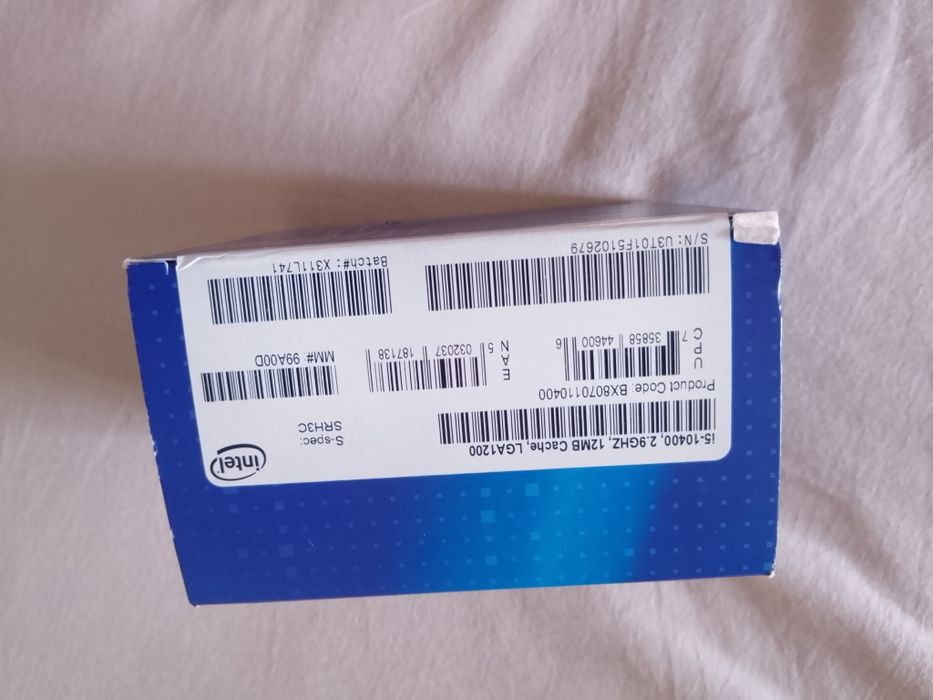 i5-10400, 2.9GHZ, 12MB Cache, LGA1200
intel
Product Code: BX8070110400
S-spec:
SRH3C
UPC
7 35858 44600 6
EAN
5 032037 187138
MM#: 99A00D
S/N: U3T01F5102679
Batch#: X311L741